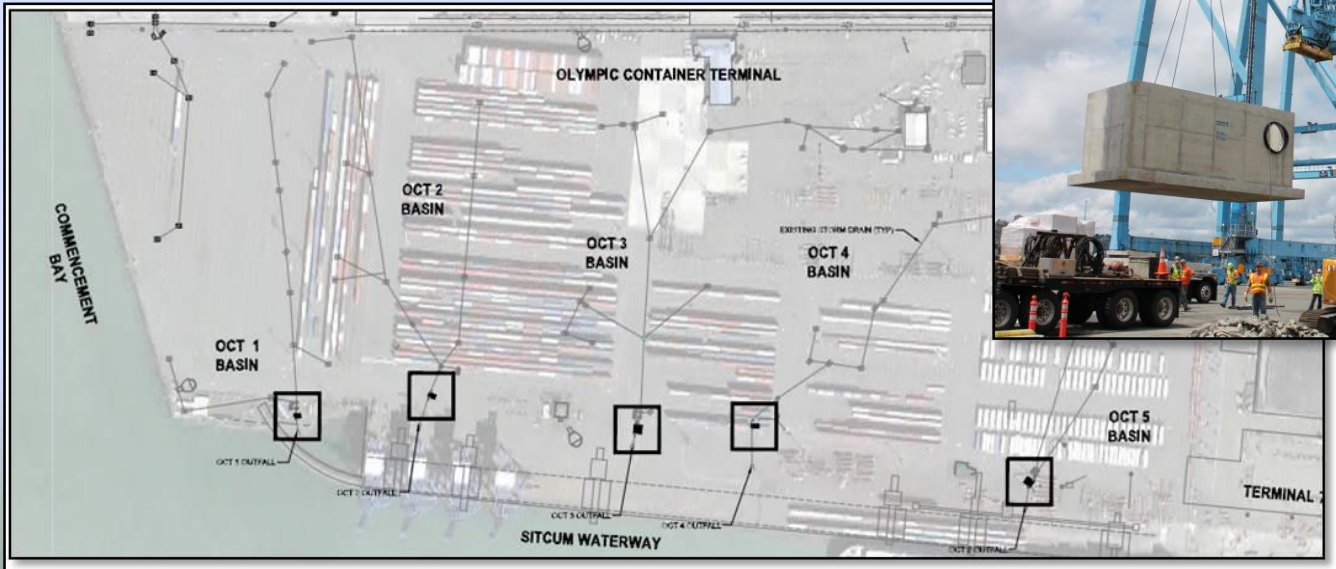 OLYMPIC CONTAINER TERMINAL
OCT 2
BASIN
COMMENCEMENT
BAY
OCT 3
BASIN
EXISTING STORM DRAIN (TYP)
OCT 4
BASIN
OCT 1
BASIN
OCT 5
BASIN
OCT 1 OUTFALL
OCT 2 OUTFALL
OCT 3 OUTFALL
OCT 4 OUTFALL
OUTFALL
TERMINAL 7
SITCUM WATERWAY